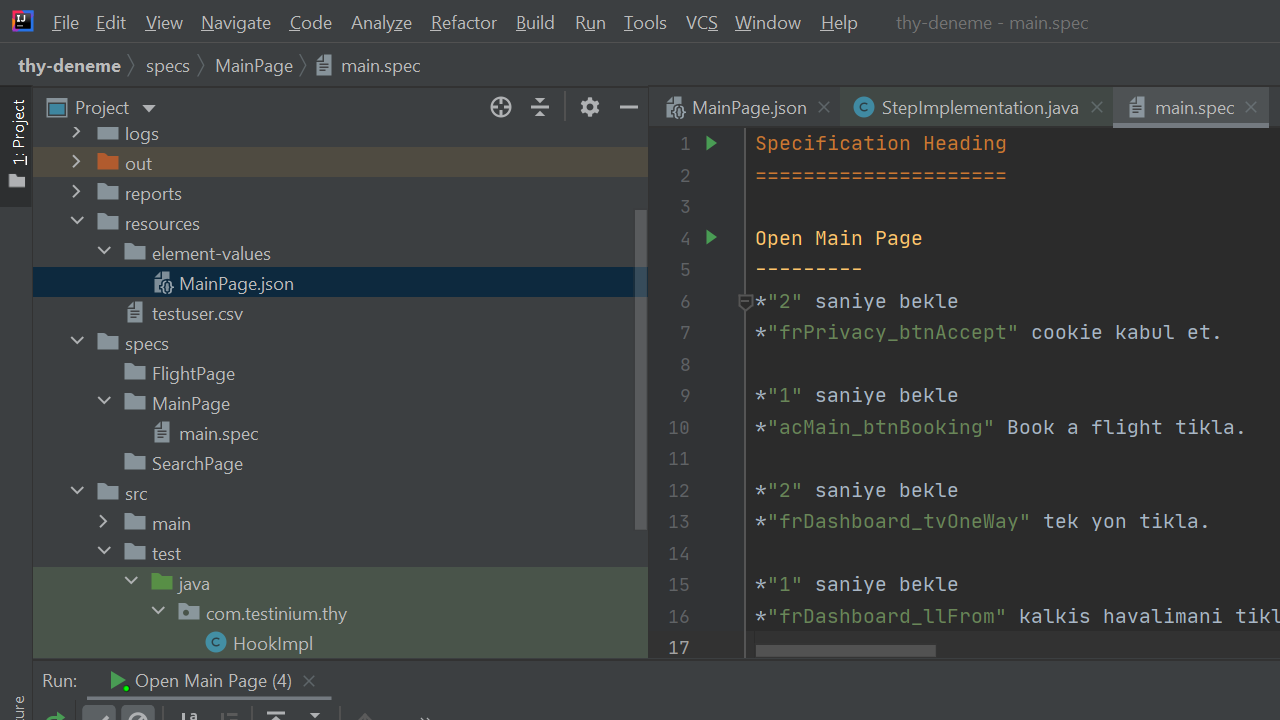 File Edit View Navigate Code Analyze Refactor Build Run Tools VCS Window Help thy-deneme - main.spec
thy-deneme specs MainPage main.spec
1: Project
Project
logs
out
reports
resources
element-values
MainPage.json
testuser.csv
specs
FlightPage
MainPage
main.spec
SearchPage
src
main
test
java
com.testinium.thy
HookImpl
MainPage.json StepImplementation.java main.spec
1 Specification Heading
2 =====================
3
4 Open Main Page
5 ---------
6 *"2" saniye bekle
7 *"frPrivacy_btnAccept" cookie kabul et.
8
9 *"1" saniye bekle
10 *"acMain_btnBooking" Book a flight tikla.
11
12 *"2" saniye bekle
13 *"frDashboard_tvOneWay" tek yon tikla.
14
15 *"1" saniye bekle
16 *"frDashboard_llFrom" kalkis havalimani tikl
17
Run: Open Main Page (4)